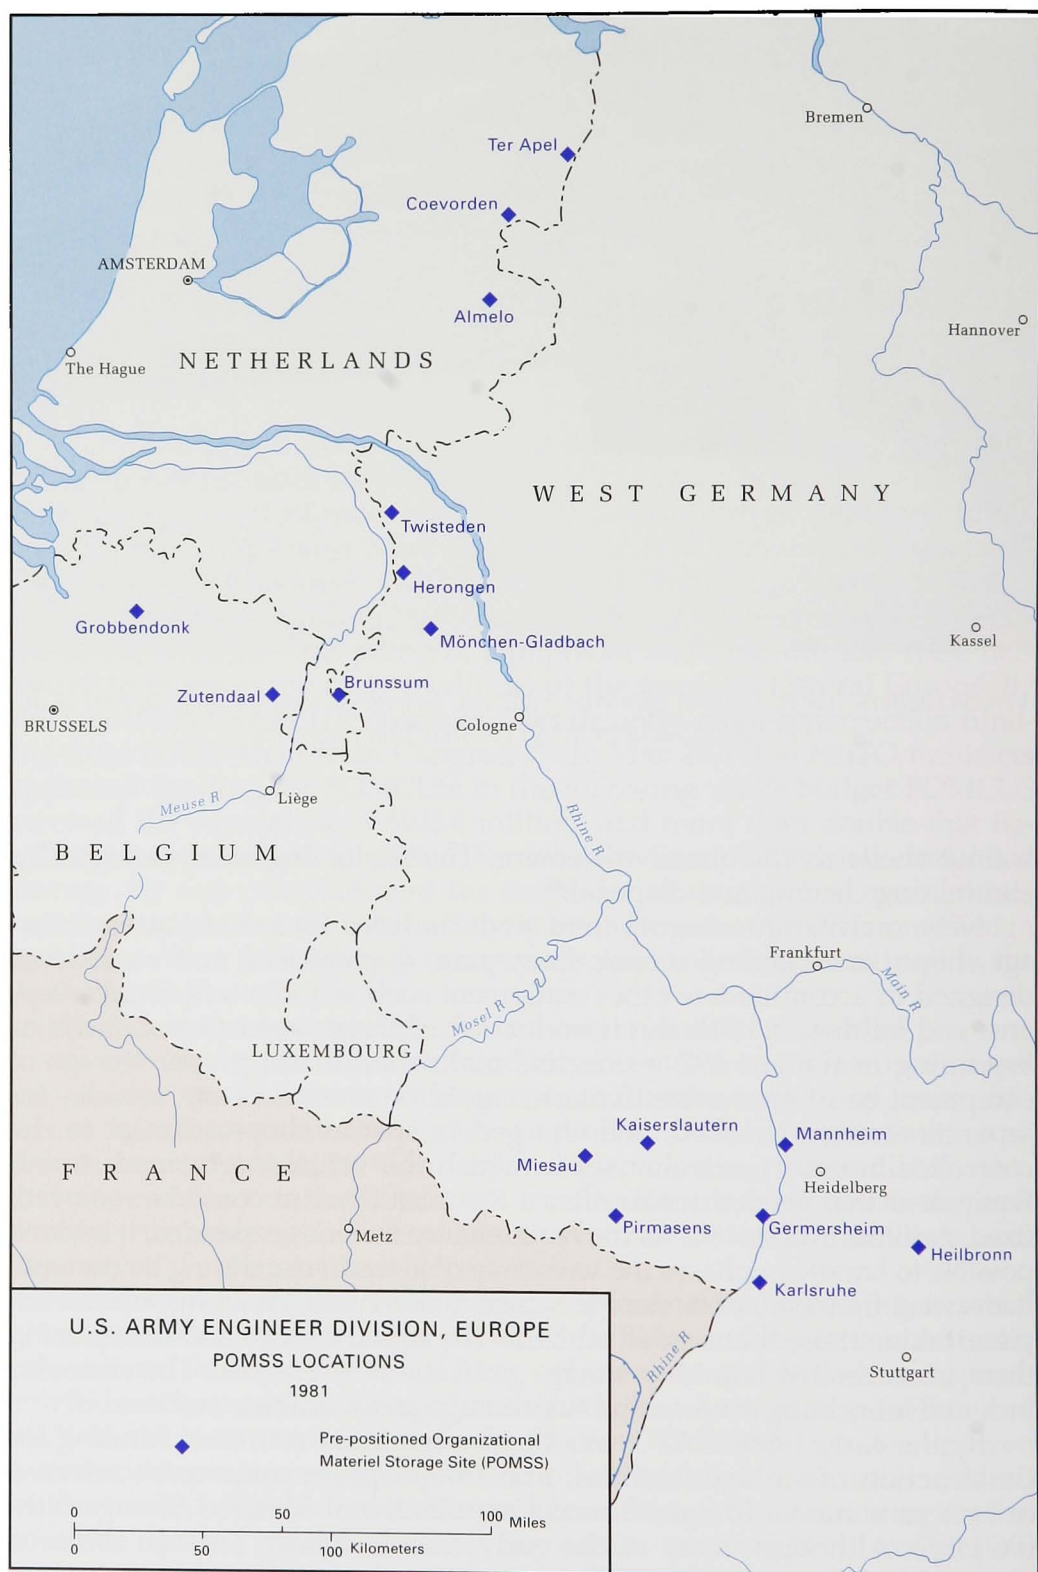 Ter Apel
Bremen
Coevorden
AMSTERDAM
Almelo
Hannover
The Hague
NETHERLANDS
WEST GERMANY
Twisteden
Herongen
Grobbendonk
Mönchen-Gladbach
Kassel
Brunssum
Zutendaal
BRUSSELS
Cologne
Liège
Meuse R
Rhine R
BELGIUM
Frankfurt
Main R
Mosel R
LUXEMBOURG
Kaiserslautern
Mannheim
Miesau
FRANCE
Heidelberg
Pirmasens
Germersheim
Metz
Heilbronn
Karlsruhe
Rhine R
Stuttgart
U.S. ARMY ENGINEER DIVISION, EUROPE
POMSS LOCATIONS
1981
Pre-positioned Organizational
Materiel Storage Site (POMSS)
0 50 100 Miles
0 50 100 Kilometers